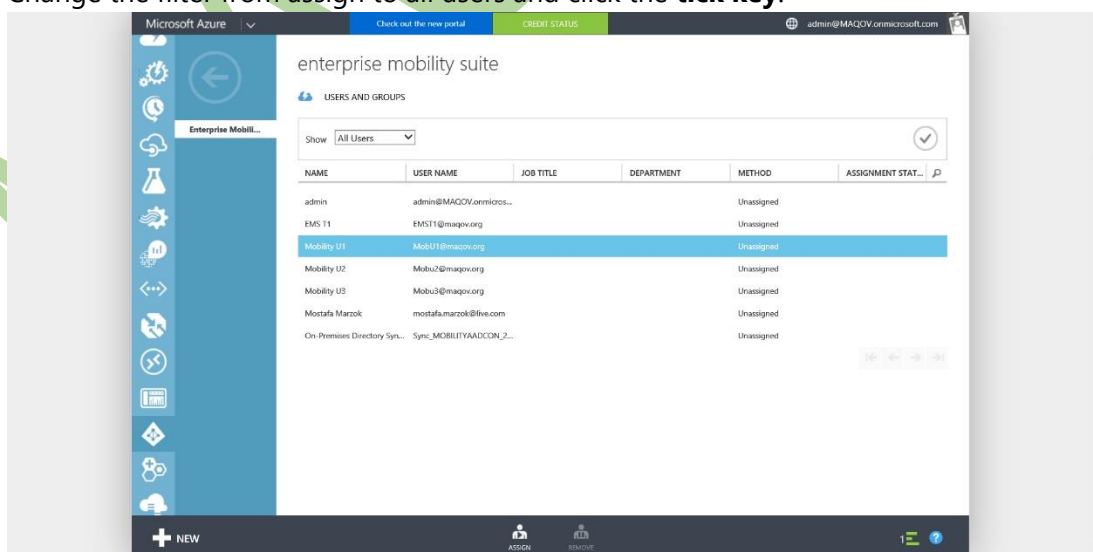 Change the filter from assign to all users and click the tick key.
Microsoft Azure
Check out the new portal
CREDIT STATUS
admin@MAQOV.onmicrosoft.com
enterprise mobility suite
USERS AND GROUPS
Enterprise Mobili...
Show All Users
NAME USER NAME JOB TITLE DEPARTMENT METHOD ASSIGNMENT STAT...
admin admin@MAQOV.onmicros... Unassigned
EMS T1 EMST1@maqov.org Unassigned
Mobility U1 MobU1@maqov.org Unassigned
Mobility U2 Mobu2@maqov.org Unassigned
Mobility U3 Mobu3@maqov.org Unassigned
Mostafa Marzok mostafa.marzok@live.com Unassigned
On-Premises Directory Syn... Sync_MOBILITYAADCON_2... Unassigned
NEW
ASSIGN
REMOVE
1